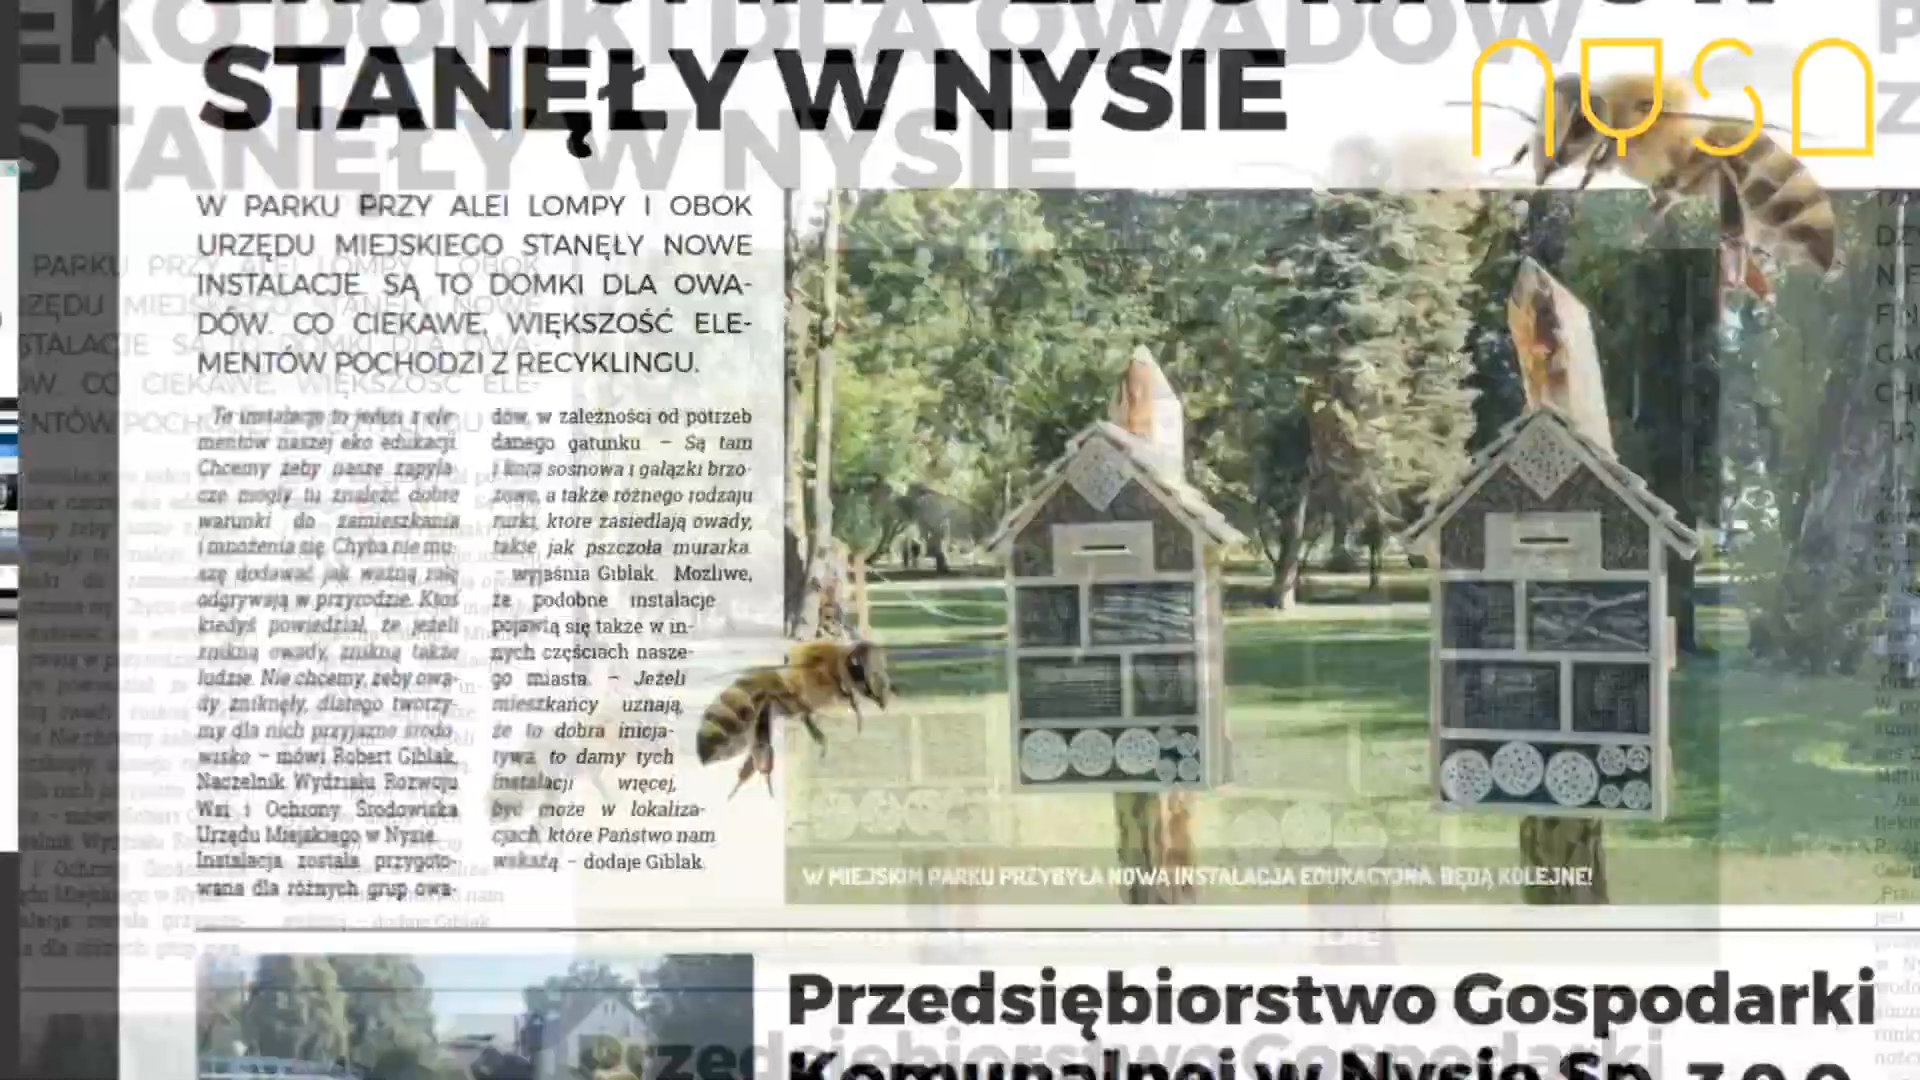 EKO DOMKI DLA OWADÓW
STANĘŁY W NYSIE
nysa
W PARKU PRZY ALEI LOMPY I OBOK
URZĘDU MIEJSKIEGO STANĘŁY NOWE
INSTALACJE. SĄ TO DOMKI DLA OWA-
DÓW. CO CIEKAWE, WIĘKSZOŚĆ ELE-
MENTÓW POCHODZI Z RECYKLINGU.
Te instalacje to jeden z ele-
mentów naszej eko edukacji.
Chcemy żeby nasze zapyla-
cze mogły tu znaleźć dobre
warunki do zamieszkania
i mnożenia się. Chyba nie mu-
szę dodawać jak ważną rolę
odgrywają w przyrodzie. Ktoś
kiedyś powiedział, że jeżeli
znikną owady, znikną także
ludzie. Nie chcemy, żeby owa-
dy zniknęły, dlatego tworzy-
my dla nich przyjazne środo-
wisko – mówi Robert Giblak,
Naczelnik Wydziału Rozwoju
Wsi i Ochrony Środowiska
Urzędu Miejskiego w Nysie.
Instalacja została przygoto-
wana dla różnych grup owa-
dów, w zależności od potrzeb
danego gatunku. – Są tam
i kora sosnowa i gałązki brzo-
zowe, a także różnego rodzaju
rurki, które zasiedlają owady,
takie jak pszczoła murarka
– wyjaśnia Giblak. Możliwe,
że podobne instalacje
pojawią się także w in-
nych częściach nasze-
go miasta. – Jeżeli
mieszkańcy uznają,
że to dobra inicja-
tywa, to damy tych
instalacji więcej,
być może w lokaliza-
cjach, które Państwo nam
wskażą – dodaje Giblak.
W MIEJSKIM PARKU PRZYBYŁA NOWA INSTALACJA EDUKACYJNA. BĘDĄ KOLEJNE!
Przedsiębiorstwo Gospodarki
Komunalnej w Nysie Sp. z o.o.